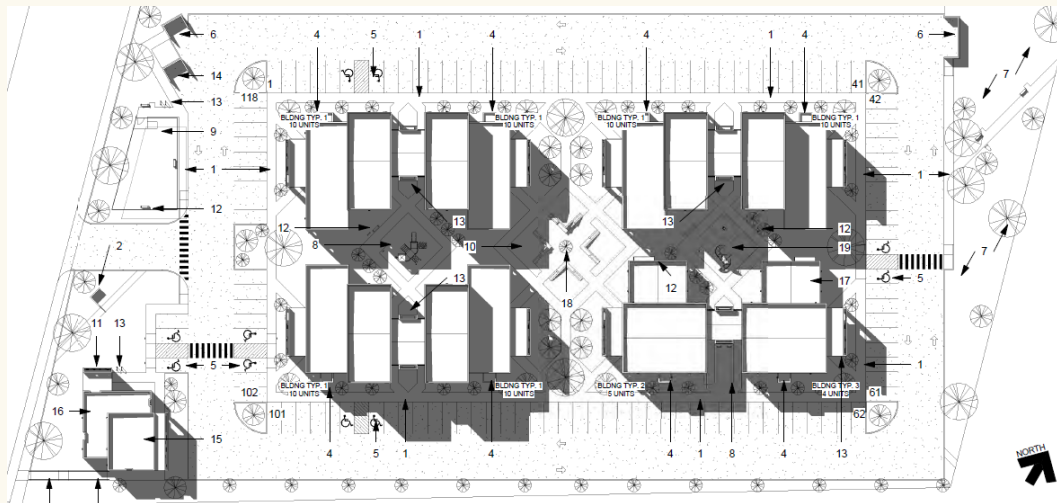 6 4 5 1 4 4 1 4 6
7
14 1 41
13 118 42
BLDNG TYP. 1 BLDNG TYP. 1 BLDNG TYP. 1 BLDNG TYP. 1
10 UNITS 10 UNITS 10 UNITS 10 UNITS
9
1 1
12
13 13
12 12
8 10 19
2 5
12 17
13 18 7
11 13
5 1
BLDNG TYP. 1 BLDNG TYP. 1 BLDNG TYP. 2 BLDNG TYP. 3
10 UNITS 10 UNITS 5 UNITS 4 UNITS
102 61
16 101 62
15 4 5 1 4 4 1 8 4 13
NORTH